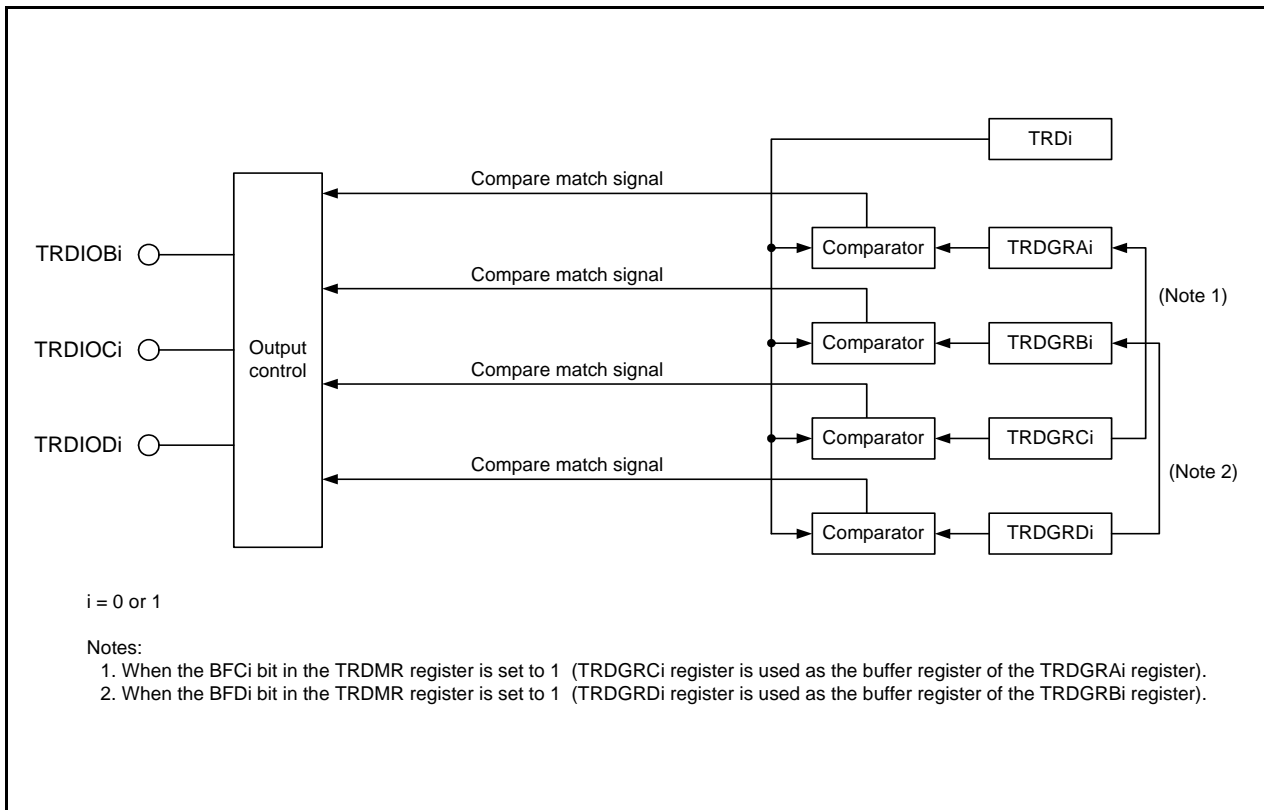 TRDi
Compare match signal
Comparator
TRDGRAi
TRDIOBi
(Note 1)
Compare match signal
Comparator
TRDGRBi
TRDIOCi
Output
control
Compare match signal
Comparator
TRDGRCi
TRDIODi
(Note 2)
Compare match signal
Comparator
TRDGRDi
i = 0 or 1
Notes:
1. When the BFCi bit in the TRDMR register is set to 1 (TRDGRCi register is used as the buffer register of the TRDGRAi register).
2. When the BFDi bit in the TRDMR register is set to 1 (TRDGRDi register is used as the buffer register of the TRDGRBi register).